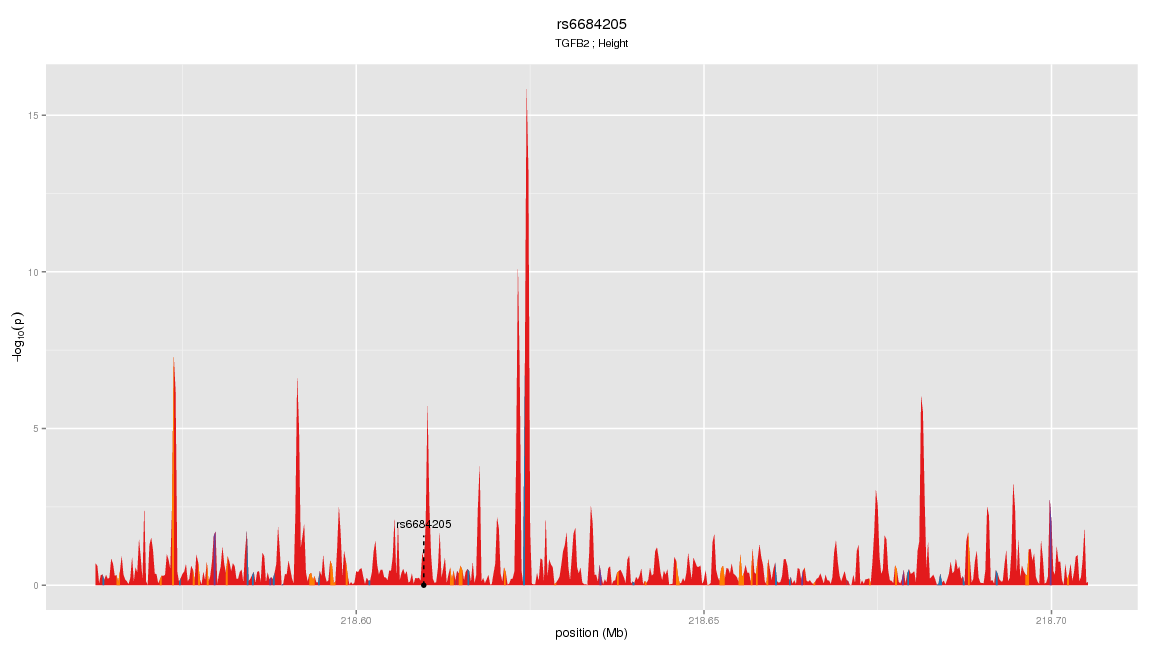 rs6684205
TGFB2 ; Height
15
10
5
0
−log10(p)
rs6684205
218.60
218.65
218.70
position (Mb)